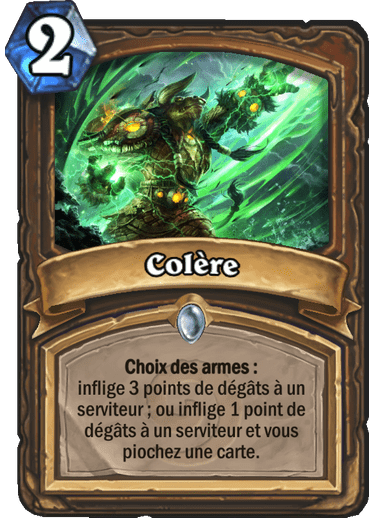 2
Colère
Choix des armes :
inflige 3 points de dégâts à un
serviteur ; ou inflige 1 point de
dégâts à un serviteur et vous
piochez une carte.